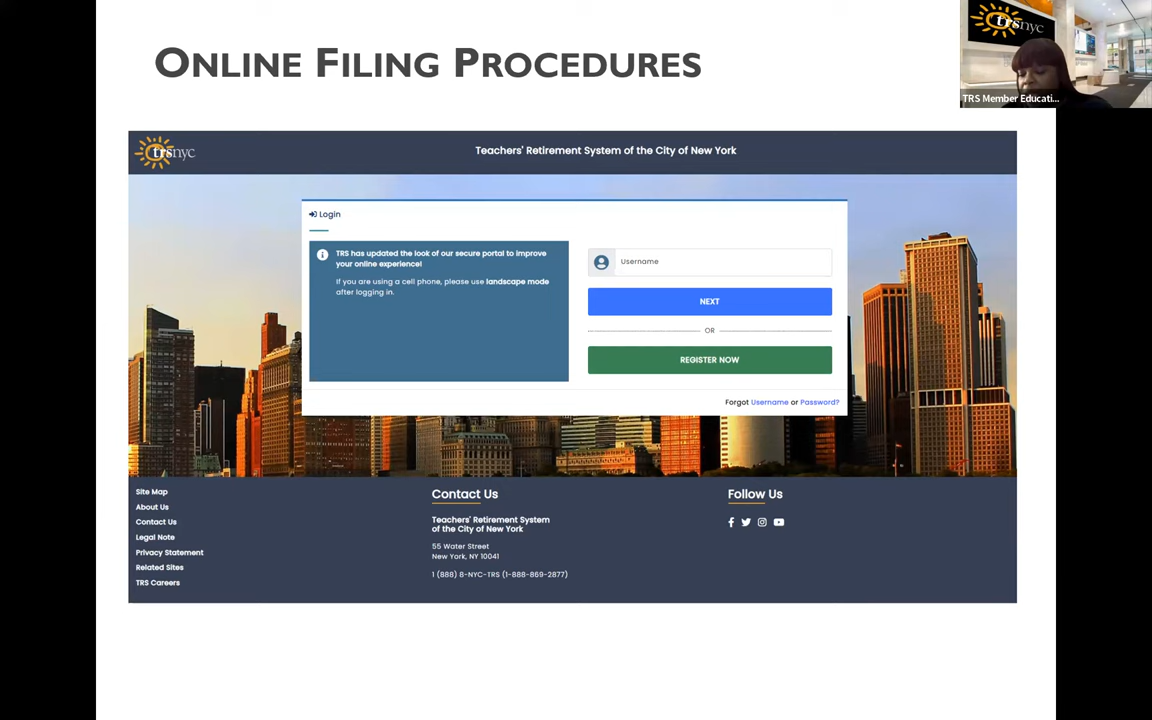 ONLINE FILING PROCEDURES
trsnyc
TRS Member Educati...
trsnyc
Teachers' Retirement System of the City of New York
Login
TRS has updated the look of our secure portal to improve
your online experience!
If you are using a cell phone, please use landscape mode
after logging in.
Username
NEXT
OR
REGISTER NOW
Forgot Username or Password?
Site Map
About Us
Contact Us
Legal Note
Privacy Statement
Related Sites
TRS Careers
Contact Us
Teachers' Retirement System
of the City of New York
55 Water Street
New York, NY 10041
1 (888) 8-NYC-TRS (1-888-869-2877)
Follow Us